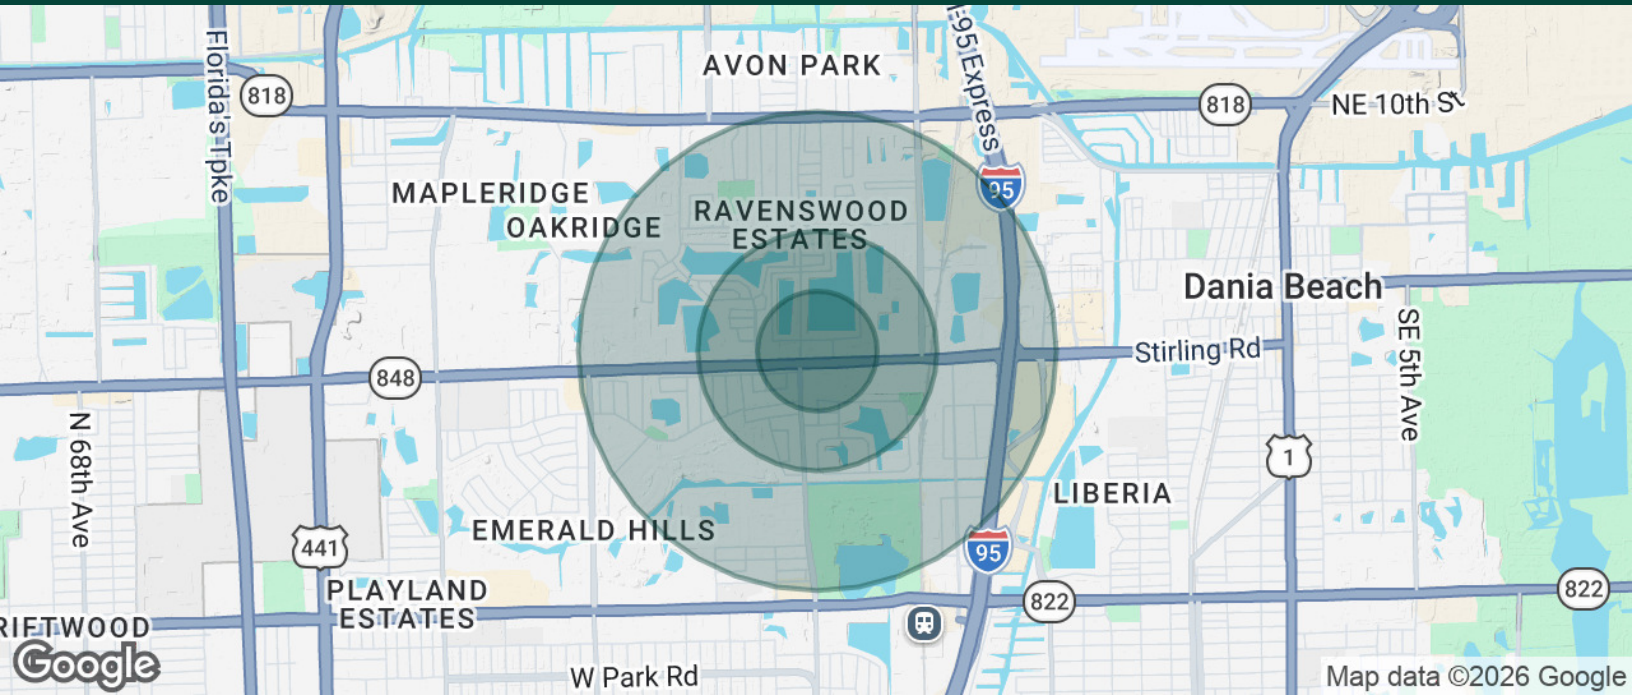 Florida's Tpke
I-95 Express
AVON PARK
818
818
NE 10th St
MAPLERIDGE
OAKRIDGE
RAVENSWOOD
ESTATES
95
Dania Beach
Stirling Rd
SE 5th Ave
848
N 68th Ave
1
LIBERIA
EMERALD HILLS
441
95
PLAYLAND
ESTATES
822
822
RIFTWOOD
Google
W Park Rd
Map data ©2026 Google